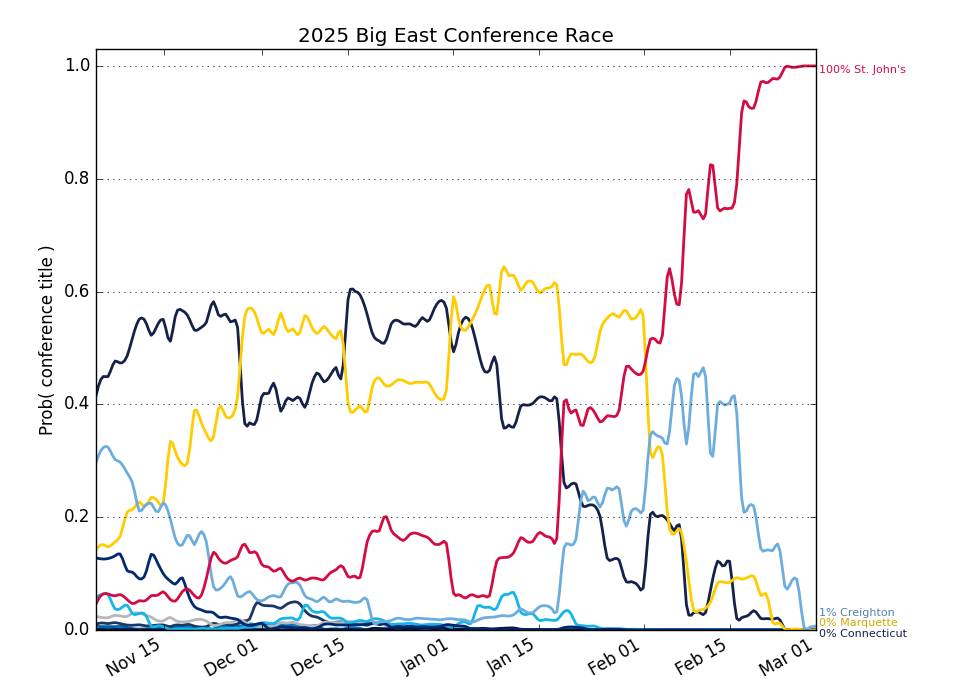 2025 Big East Conference Race
1.0
0.8
0.6
0.4
0.2
0.0
Prob( conference title )
100% St. John's
1% Creighton
0% Marquette
0% Connecticut
Nov 15
Dec 01
Dec 15
Jan 01
Jan 15
Feb 01
Feb 15
Mar 01